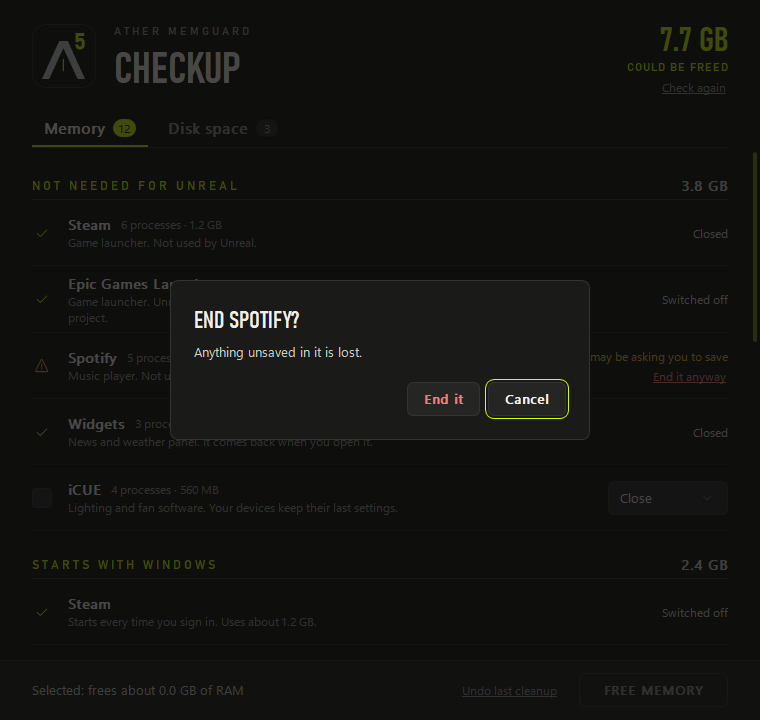 5
ATHER MEMGUARD
CHECKUP
7.7 GB
COULD BE FREED
Check again
Memory 12
Disk space 3
NOT NEEDED FOR UNREAL 3.8 GB
Steam 6 processes · 1.2 GB
Game launcher. Not used by Unreal.
Closed
Epic Games
Game launcher.
project.
Switched off
Spotify 5
Music player. Not
may be asking you to save
End it anyway
END SPOTIFY?
Anything unsaved in it is lost.
End it
Cancel
Widgets 3
News and weather panel. It comes back when you open it.
Closed
iCUE 4 processes · 560 MB
Lighting and fan software. Your devices keep their last settings.
Close
STARTS WITH WINDOWS 2.4 GB
Steam
Starts every time you sign in. Uses about 1.2 GB.
Switched off
Selected: frees about 0.0 GB of RAM
Undo last cleanup
FREE MEMORY